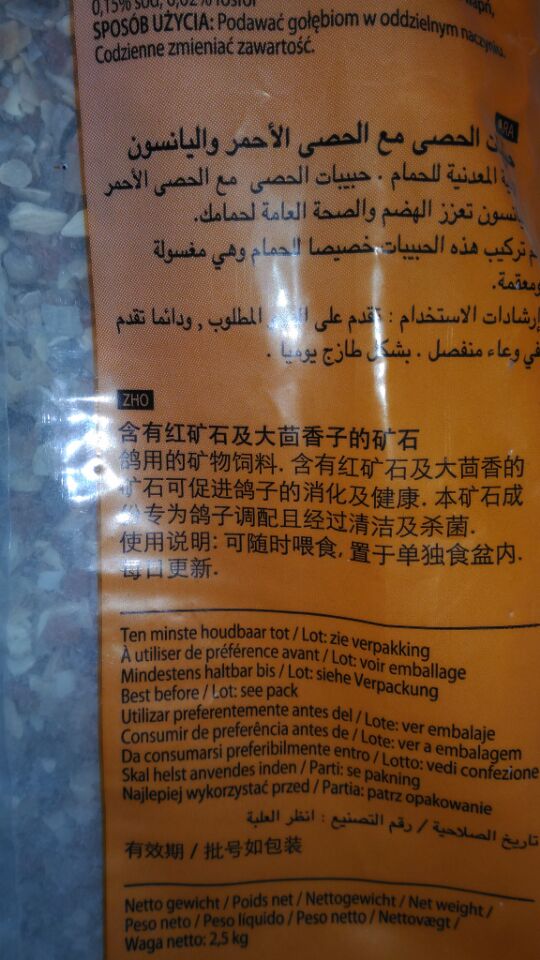 0,15% sód, 0,02% fosfor
SPOSÓB UŻYCIA: Podawać gołębiom w oddzielnym naczyniu.
Codzienne zmieniać zawartość.
ARA
الحصى مع الحصى الأحمر واليانسون
المعدنية للحمام . حبيبات الحصى مع الحصى الأحمر
تعزز الهضم والصحة العامة لحمامك.
تركيب هذه الحبيبات خصيصا للحمام وهي مغسولة
ومعقمة.
إرشادات الاستخدام : تقدم على المطلوب , ودائما تقدم
في وعاء منفصل . بشكل طازج يوميا .
ZHO
含有红矿石及大茴香子的矿石
鸽用的矿物饲料. 含有红矿石及大茴香的
矿石可促进鸽子的消化及健康. 本矿石成
份专为鸽子调配且经过清洁及杀菌.
使用说明: 可随时喂食, 置于单独食盆内.
每日更新.
Ten minste houdbaar tot / Lot: zie verpakking
À utiliser de préférence avant / Lot: voir emballage
Mindestens haltbar bis / Lot: siehe Verpackung
Best before / Lot: see pack
Utilizar preferentemente antes del / Lote: ver embalaje
Consumir de preferência antes de / Lote: ver a embalagem
Da consumarsi preferibilmente entro / Lotto: vedi confezione
Skal helst anvendes inden / Parti: se pakning
Najlepiej wykorzystać przed / Partia: patrz opakowanie
تاريخ الصلاحية / رقم التصنيع : انظر العلبة
有效期 / 批号如包装
Netto gewicht / Poids net / Nettogewicht / Net weight /
Peso neto / Peso líquido / Peso netto / Nettovægt /
Waga netto: 2,5 kg